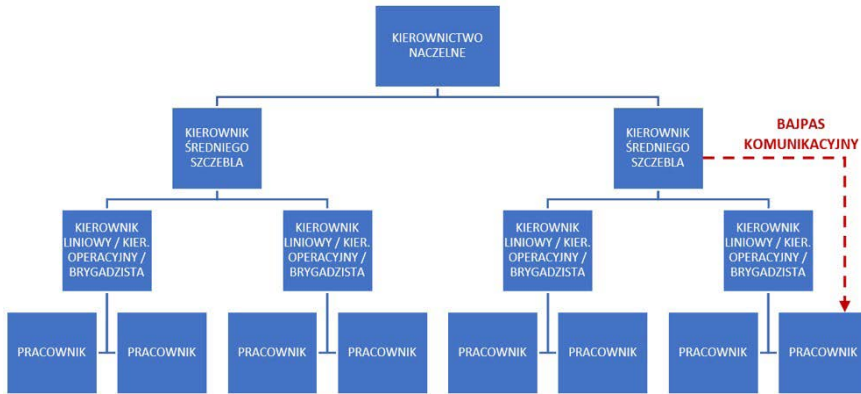 KIEROWNICTWO
NACZELNE
KIEROWNIK
ŚREDNIEGO
SZCZEBLA
KIEROWNIK
ŚREDNIEGO
SZCZEBLA
BAJPAS
KOMUNIKACYJNY
KIEROWNIK
LINIOWY / KIER.
OPERACYJNY /
BRYGADZISTA
KIEROWNIK
LINIOWY / KIER.
OPERACYJNY /
BRYGADZISTA
KIEROWNIK
LINIOWY / KIER.
OPERACYJNY /
BRYGADZISTA
KIEROWNIK
LINIOWY / KIER.
OPERACYJNY /
BRYGADZISTA
PRACOWNIK
PRACOWNIK
PRACOWNIK
PRACOWNIK
PRACOWNIK
PRACOWNIK
PRACOWNIK
PRACOWNIK